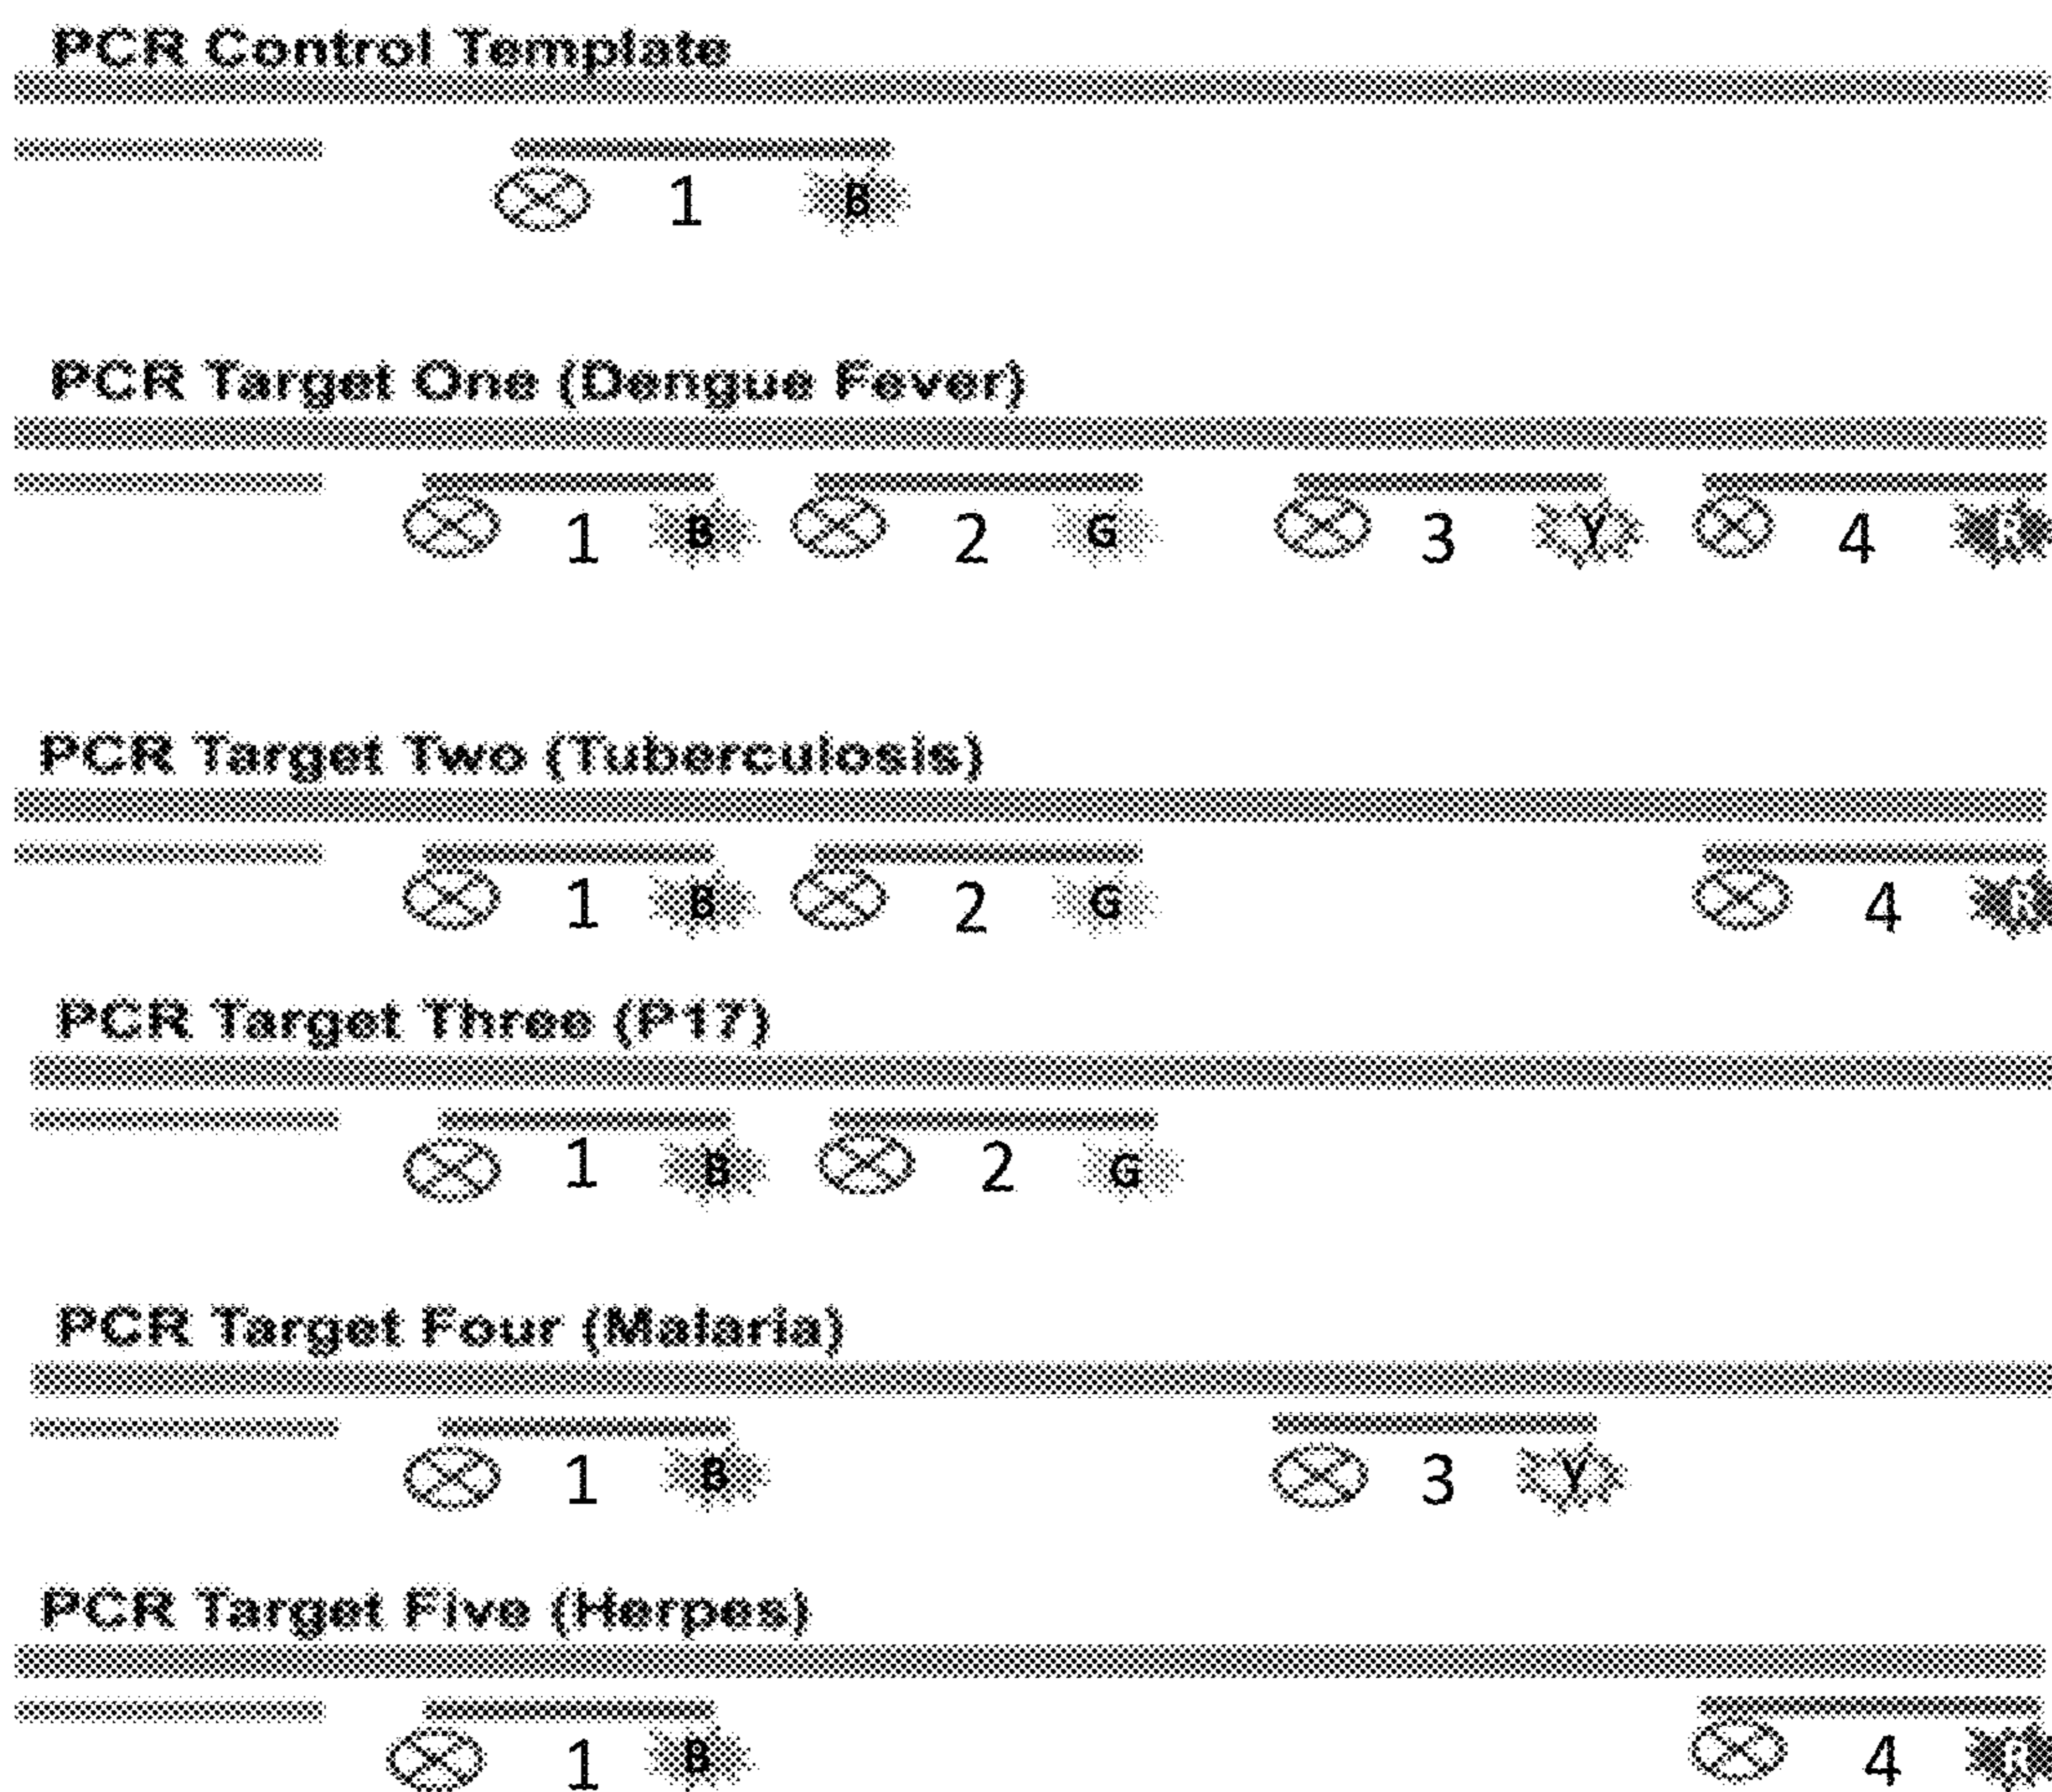 PCR Control Template
1 B
PCR Target One (Dengue Fever)
1 B 2 G 3 Y 4 R
PCR Target Two (Tuberculosis)
1 B 2 G 4 R
PCR Target Three (P17)
1 B 2 G
PCR Target Four (Malaria)
1 B 3 Y
PCR Target Five (Herpes)
1 B 4 R